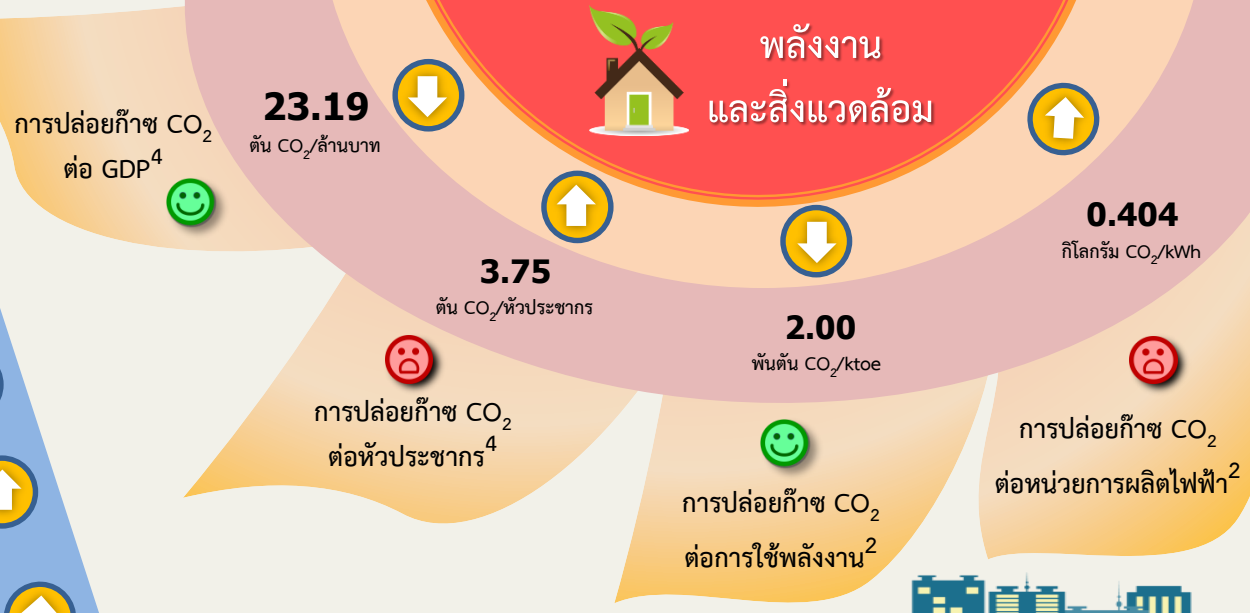 พลังงาน
และสิ่งแวดล้อม
การปล่อยก๊าซ CO₂
ต่อ GDP⁴
23.19
ตัน CO₂/ล้านบาท
3.75
ตัน CO₂/หัวประชากร
การปล่อยก๊าซ CO₂
ต่อหัวประชากร⁴
2.00
พันตัน CO₂/ktoe
การปล่อยก๊าซ CO₂
ต่อการใช้พลังงาน²
0.404
กิโลกรัม CO₂/kWh
การปล่อยก๊าซ CO₂
ต่อหน่วยการผลิตไฟฟ้า²